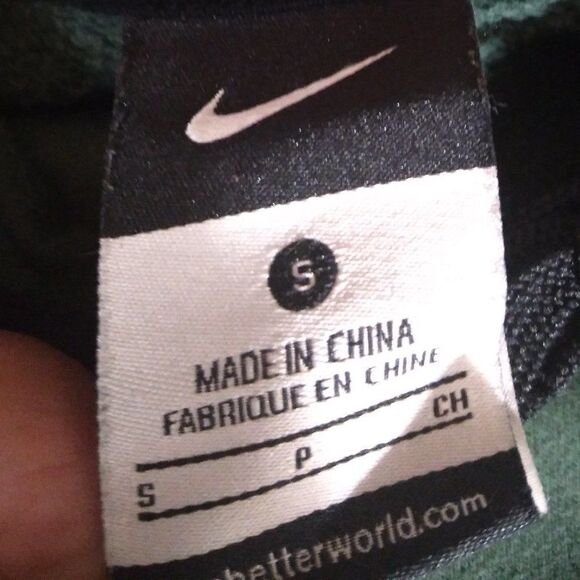 S
MADE IN CHINA
FABRIQUE EN CHINE
S P CH
betterworld.com